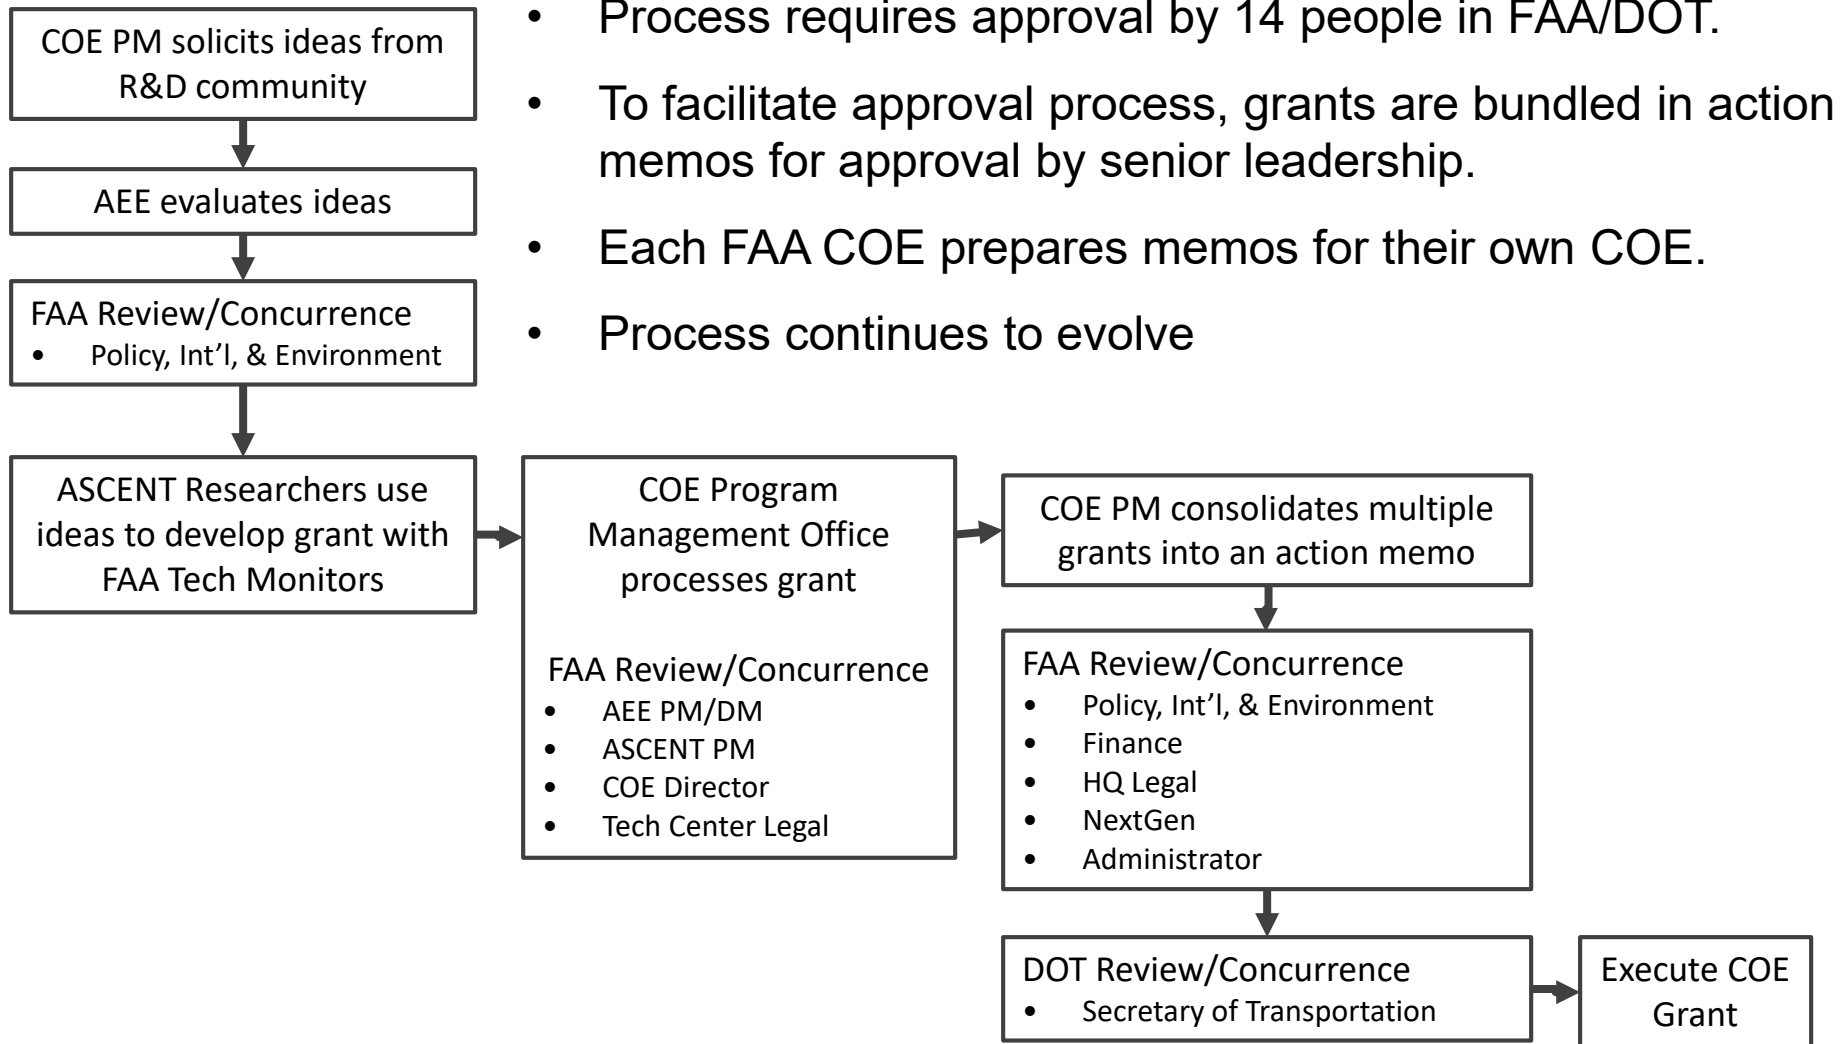 • Process requires approval by 14 people in FAA/DOT.
• To facilitate approval process, grants are bundled in action
memos for approval by senior leadership.
• Each FAA COE prepares memos for their own COE.
• Process continues to evolve
COE PM solicits ideas from
R&D community
AEE evaluates ideas
FAA Review/Concurrence
• Policy, Int’l, & Environment
ASCENT Researchers use
ideas to develop grant with
FAA Tech Monitors
COE Program
Management Office
processes grant
FAA Review/Concurrence
• AEE PM/DM
• ASCENT PM
• COE Director
• Tech Center Legal
COE PM consolidates multiple
grants into an action memo
FAA Review/Concurrence
• Policy, Int’l, & Environment
• Finance
• HQ Legal
• NextGen
• Administrator
DOT Review/Concurrence
• Secretary of Transportation
Execute COE
Grant